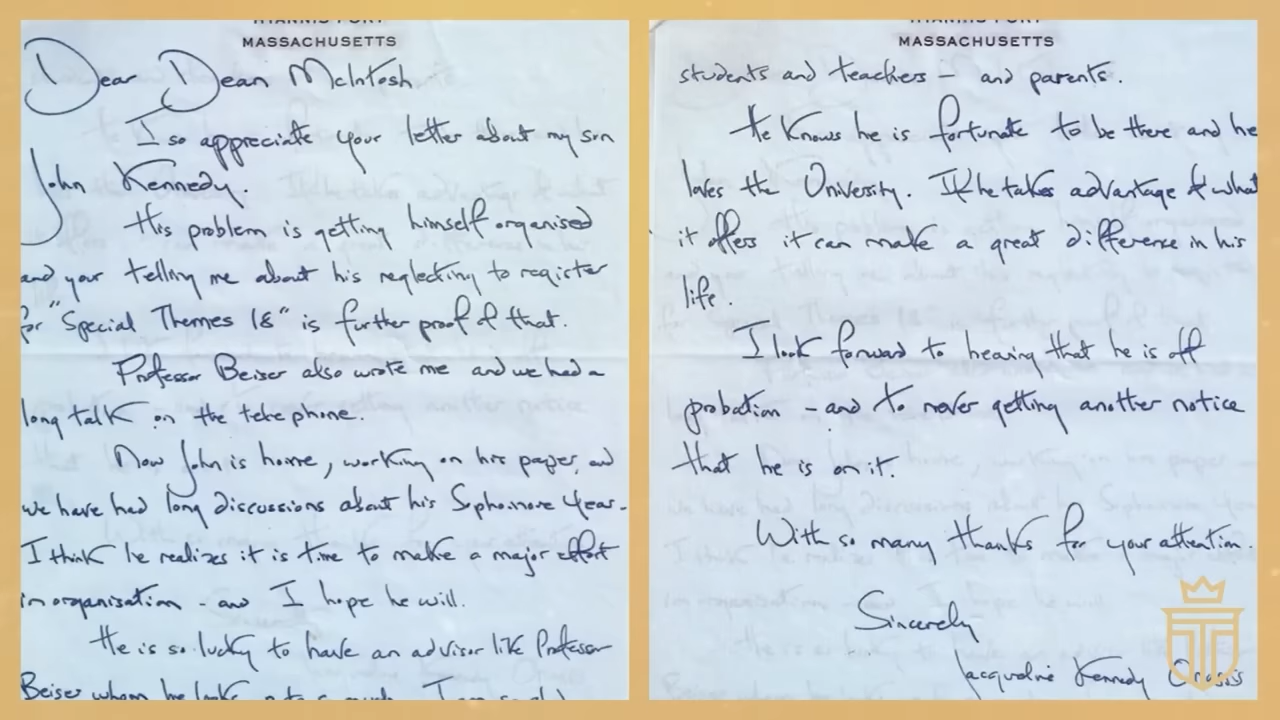 MASSACHUSETTS
Dear Dean McIntosh
I so appreciate your letter about my son
John Kennedy.
His problem is getting himself organised
and your telling me about his neglecting to register
for "Special Themes 18" is further proof of that.
Professor Beiser also wrote me and we had a
long talk on the telephone.
Now John is home, working on his paper, and
we have had long discussions about his Sophomore Year.
I think he realizes it is time to make a major effort
in organisation - and I hope he will.
He is so lucky to have an advisor like Professor
Beiser whom he looks up to so much.
MASSACHUSETTS
students and teachers - and parents.
He knows he is fortunate to be there and he
loves the University. If he takes advantage of what
it offers it can make a great difference in his
life.
I look forward to hearing that he is off
probation - and to never getting another notice
that he is on it.
With so many thanks for your attention.
Sincerely
Jacqueline Kennedy Onassis